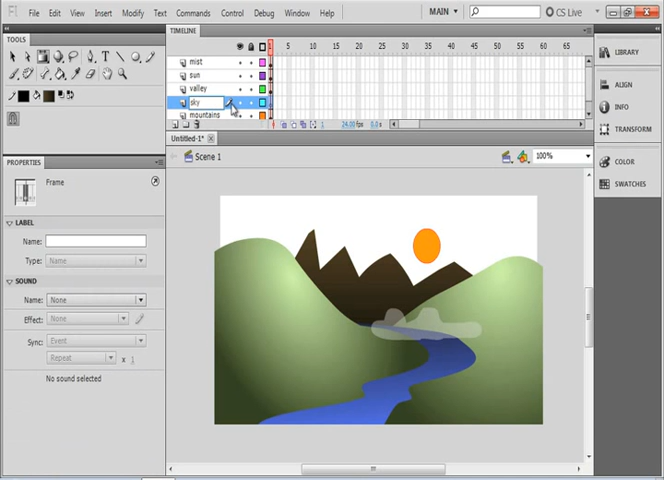 Fl File Edit View Insert Modify Text Commands Control Debug Window Help MAIN CS Live
TOOLS
TIMELINE
1 5 10 15 20 25 30 35 40 45 50 55 60 65
mist
sun
valley
sky
mountains
1 24.00 fps 0.0 s
Untitled-1*
Scene 1 100%
PROPERTIES
Frame
LABEL
Name:
Type: Name
SOUND
Name: None
Effect: None
Sync: Event
Repeat x 1
No sound selected
LIBRARY
ALIGN
INFO
TRANSFORM
COLOR
SWATCHES